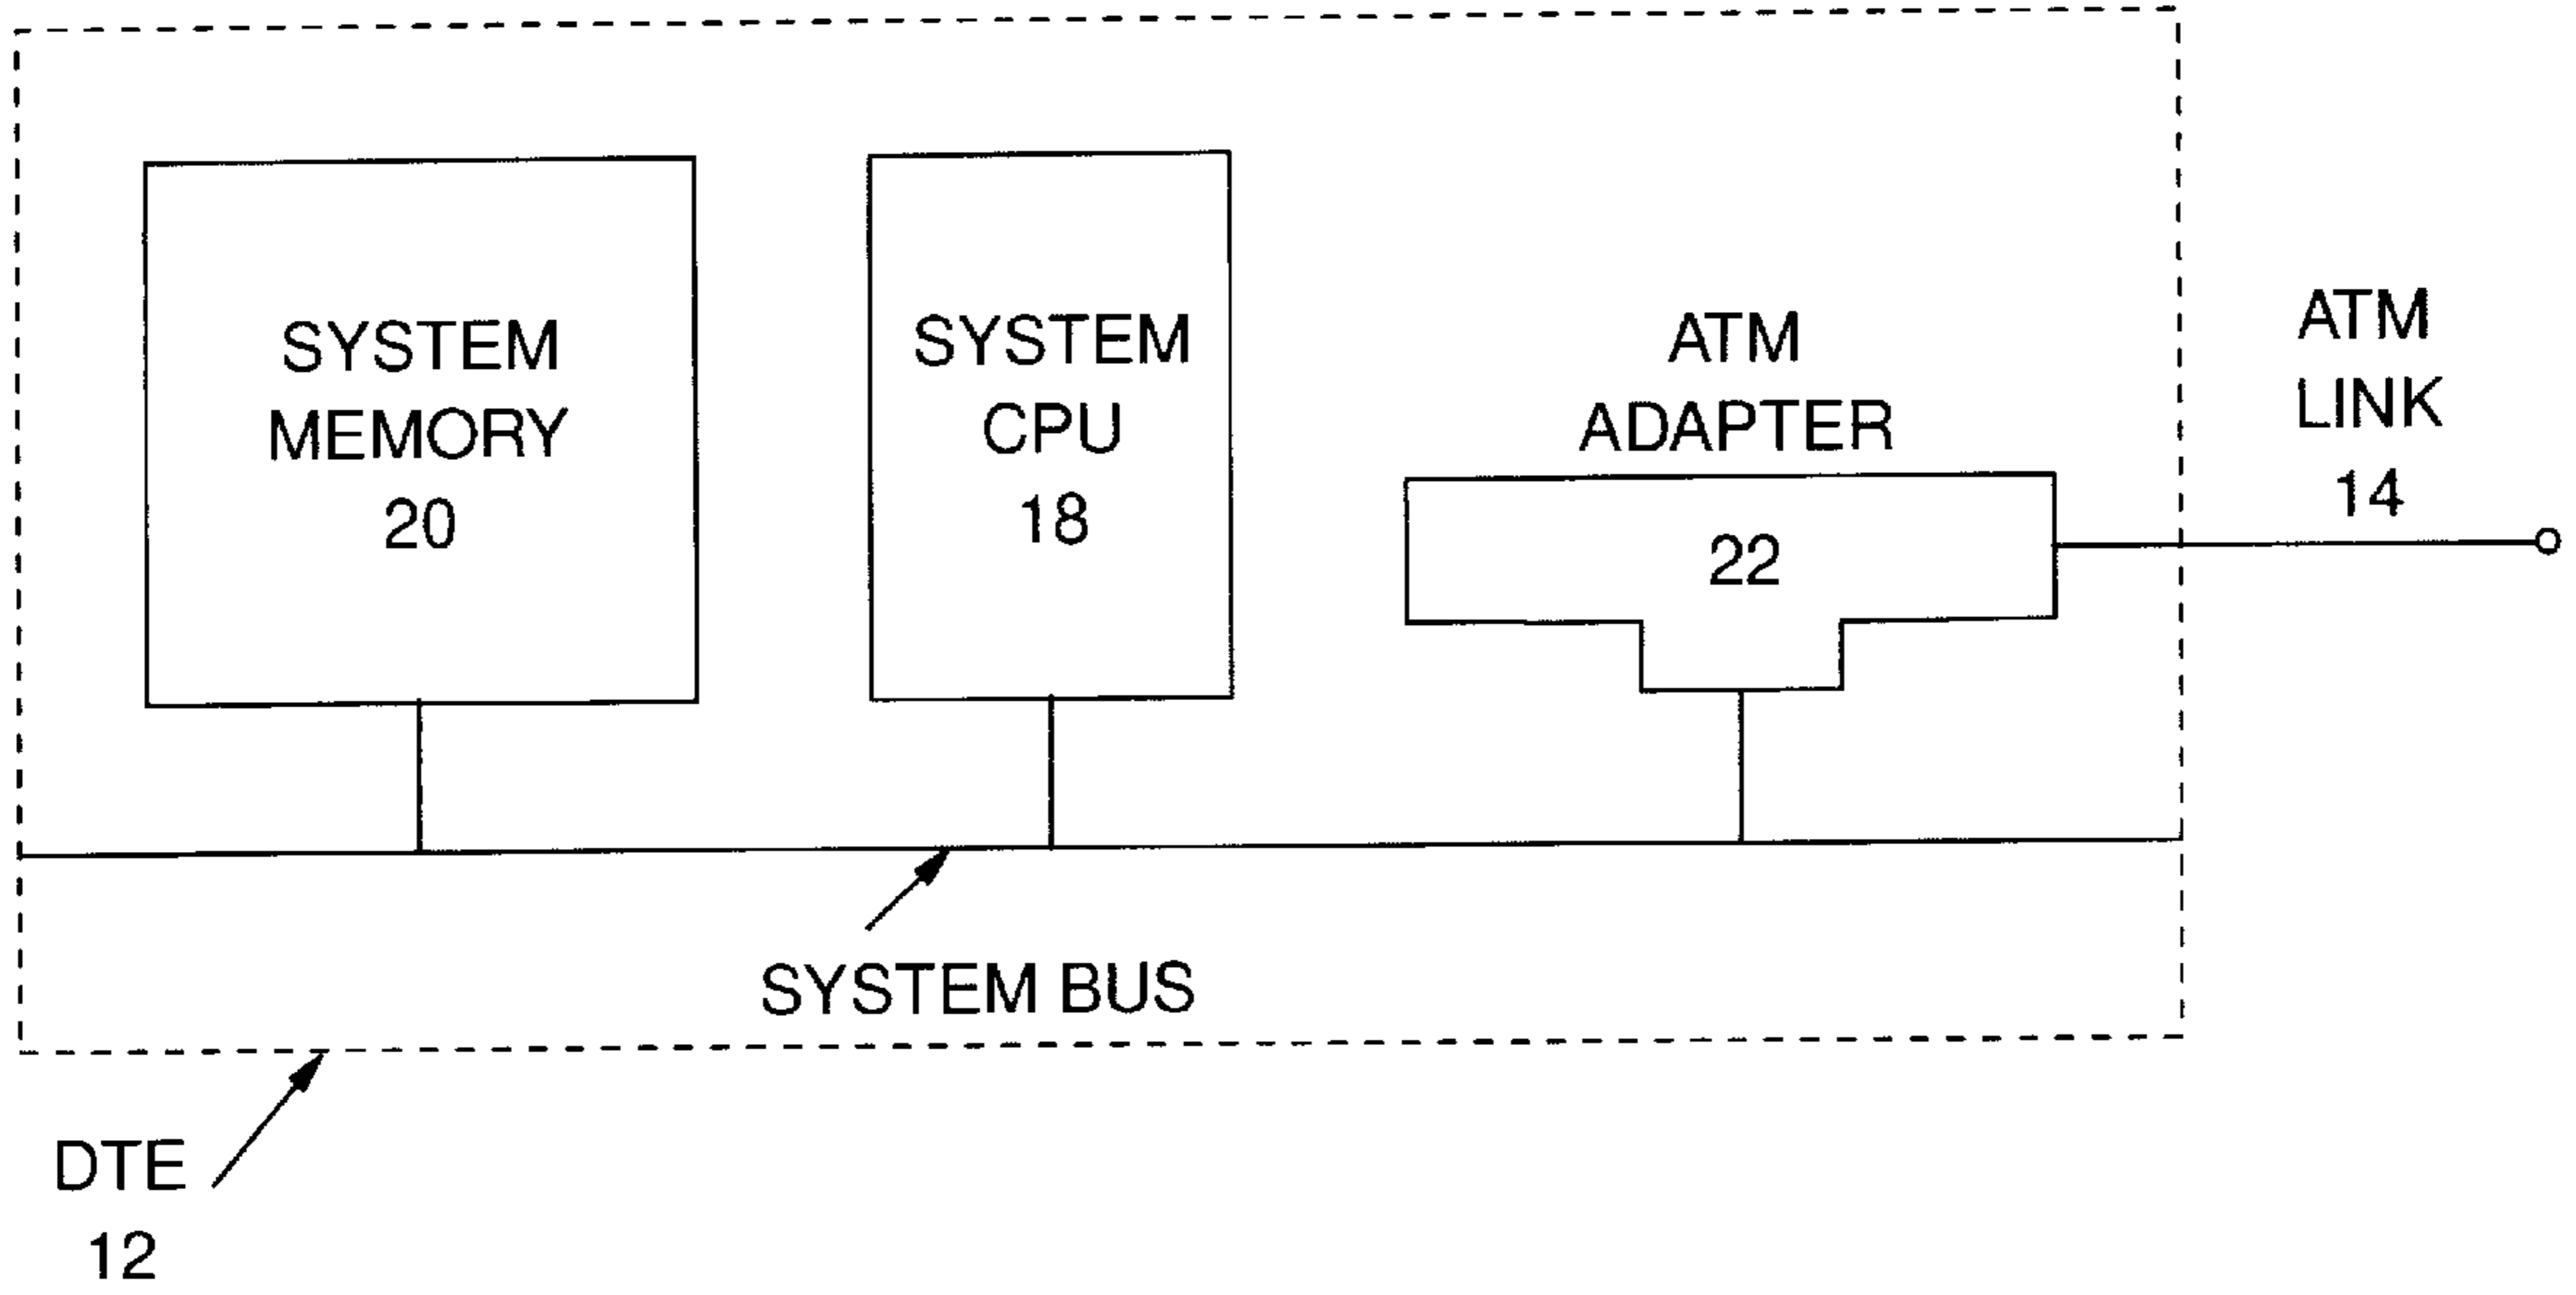 SYSTEM
MEMORY
20
SYSTEM
CPU
18
ATM
ADAPTER
22
ATM
LINK
14
SYSTEM BUS
DTE
12